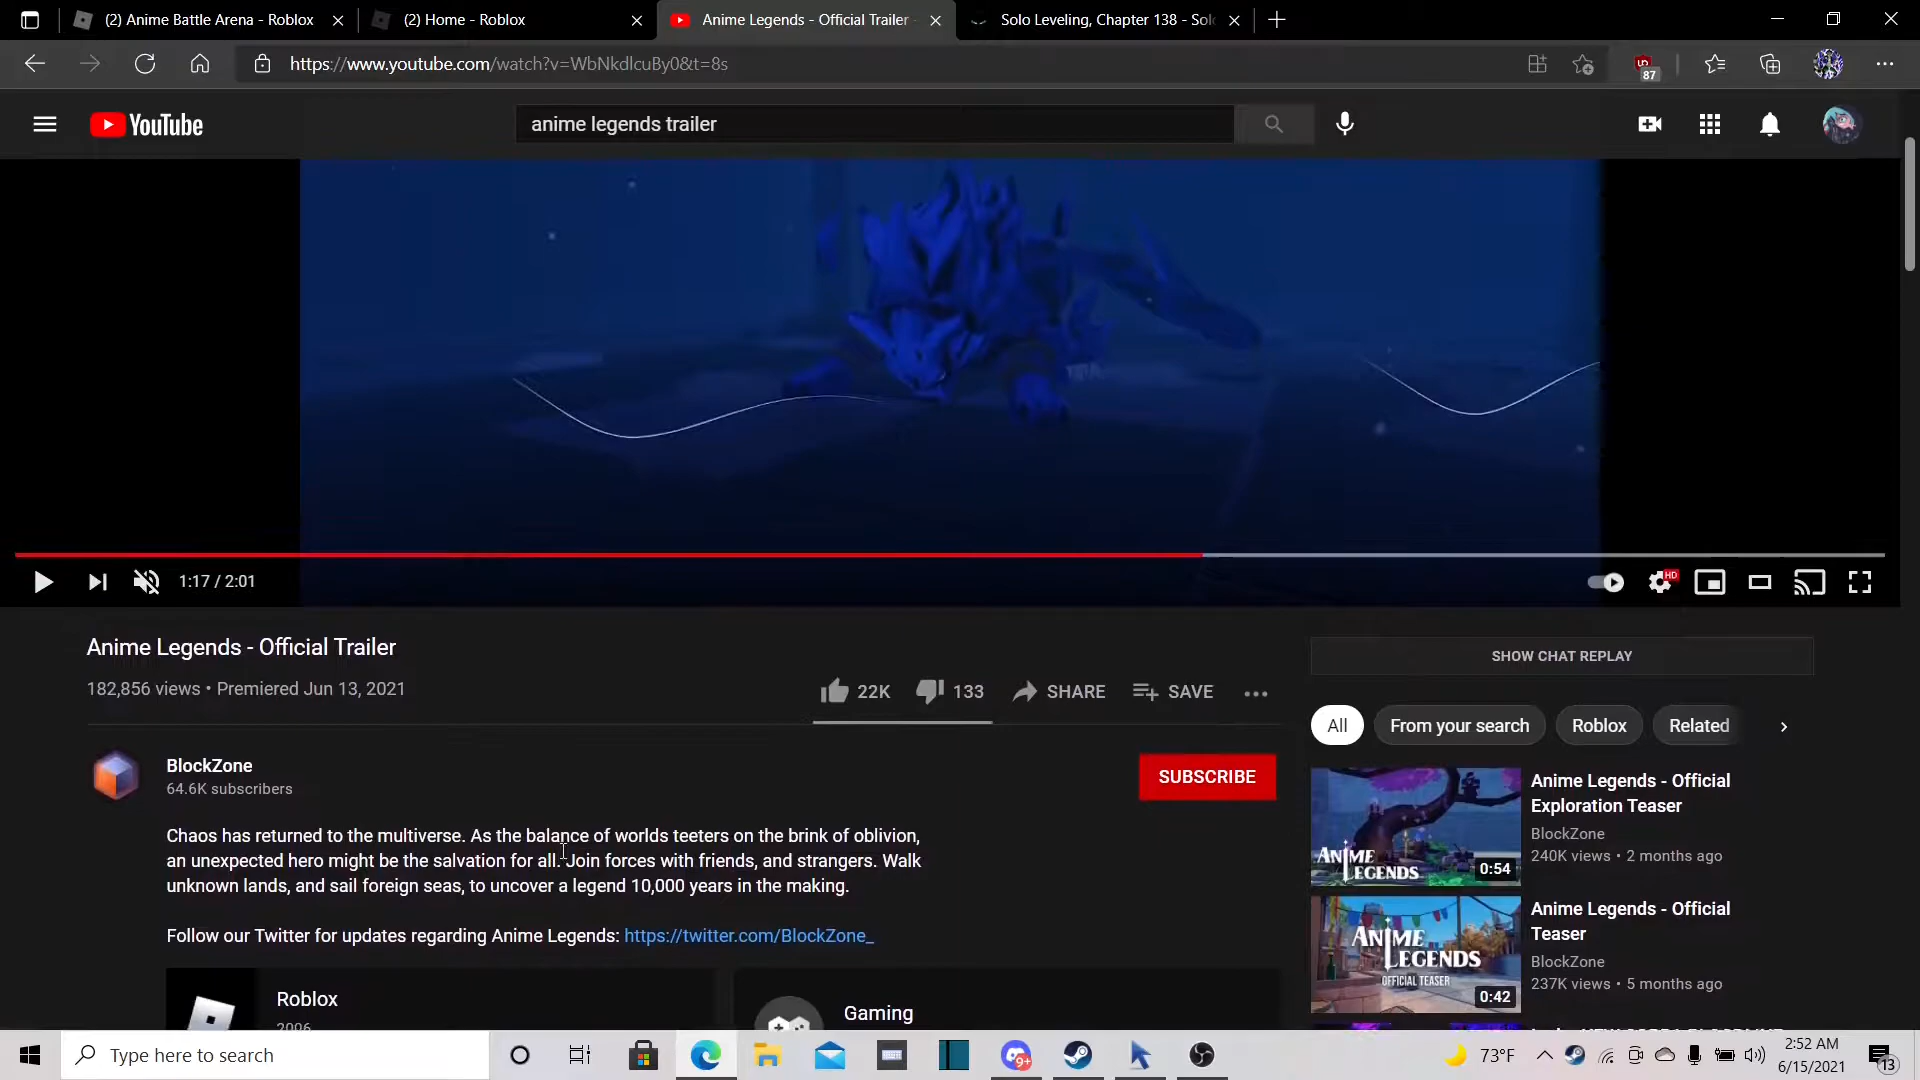 (2) Anime Battle Arena - Roblox
(2) Home - Roblox
Anime Legends - Official Trailer
Solo Leveling, Chapter 138 - Solo
https://www.youtube.com/watch?v=WbNkdlcuBy0&t=8s
87
YouTube
anime legends trailer
1:17 / 2:01
HD
Anime Legends - Official Trailer
182,856 views • Premiered Jun 13, 2021
22K
133
SHARE
SAVE
BlockZone
64.6K subscribers
SUBSCRIBE
Chaos has returned to the multiverse. As the balance of worlds teeters on the brink of oblivion,
an unexpected hero might be the salvation for all. Join forces with friends, and strangers. Walk
unknown lands, and sail foreign seas, to uncover a legend 10,000 years in the making.
Follow our Twitter for updates regarding Anime Legends: https://twitter.com/BlockZone_
Roblox
2006
Gaming
SHOW CHAT REPLAY
All
From your search
Roblox
Related
ANIME
LEGENDS
0:54
Anime Legends - Official
Exploration Teaser
BlockZone
240K views • 2 months ago
ANIME
LEGENDS
OFFICIAL TEASER
0:42
Anime Legends - Official
Teaser
BlockZone
237K views • 5 months ago
Type here to search
9+
73°F
2:52 AM
6/15/2021
13